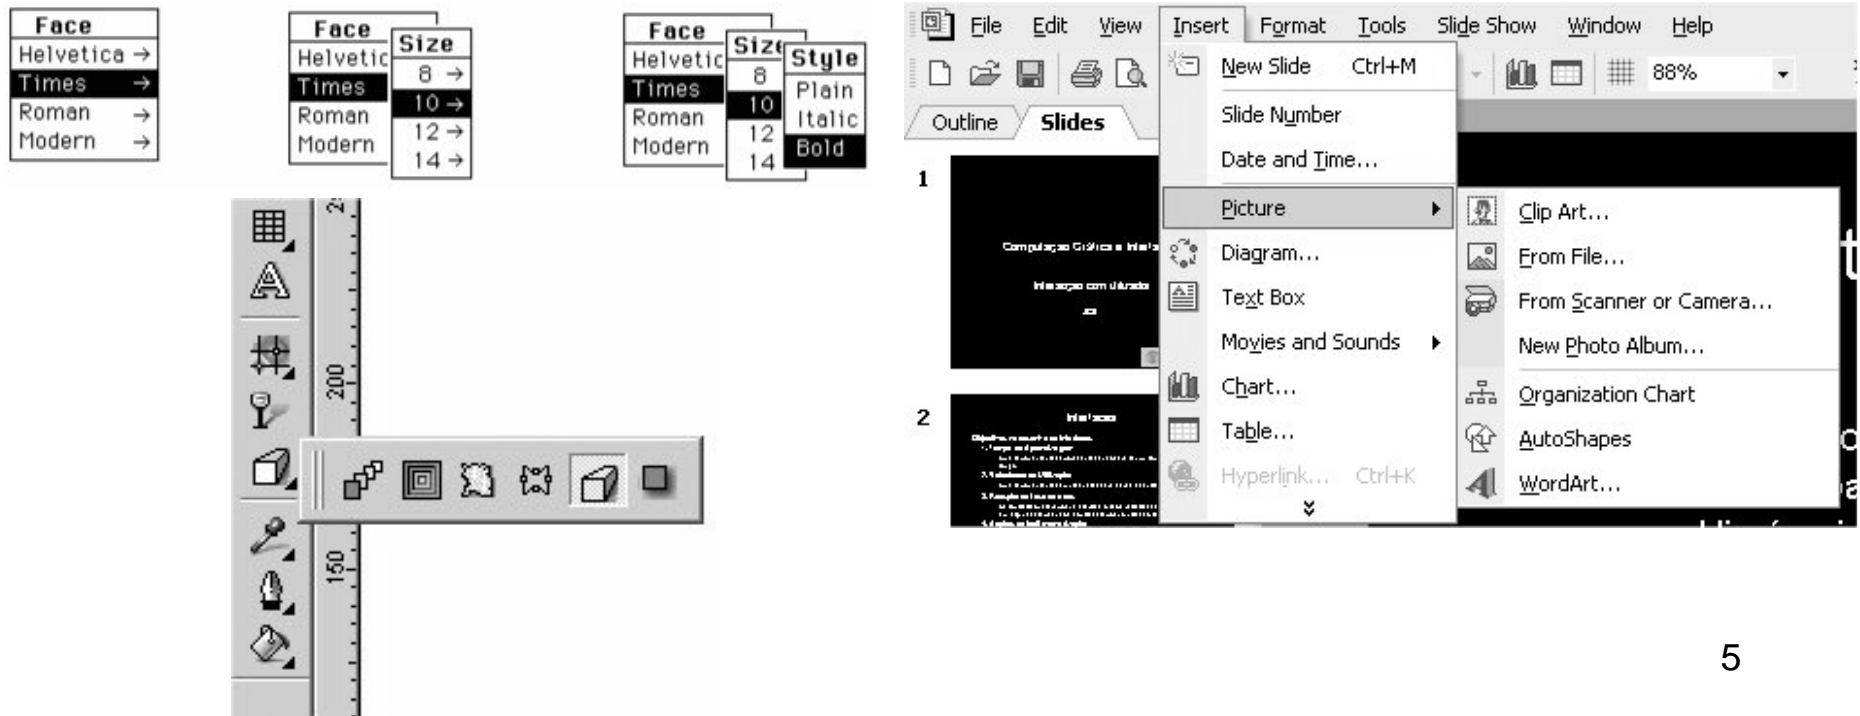 Face
Helvetica →
Times →
Roman →
Modern →
Face
Helvetic
Times
Roman
Modern
Size
8 →
10 →
12 →
14 →
Face
Helvetic
Times
Roman
Modern
Size
8
10
12
14
Style
Plain
Italic
Bold
200
150
File Edit View Insert Format Tools Slide Show Window Help
88%
Outline Slides
1
2
New Slide Ctrl+M
Slide Number
Date and Time...
Picture
Diagram...
Text Box
Movies and Sounds
Chart...
Table...
Hyperlink... Ctrl+K
Clip Art...
From File...
From Scanner or Camera...
New Photo Album...
Organization Chart
AutoShapes
WordArt...
5